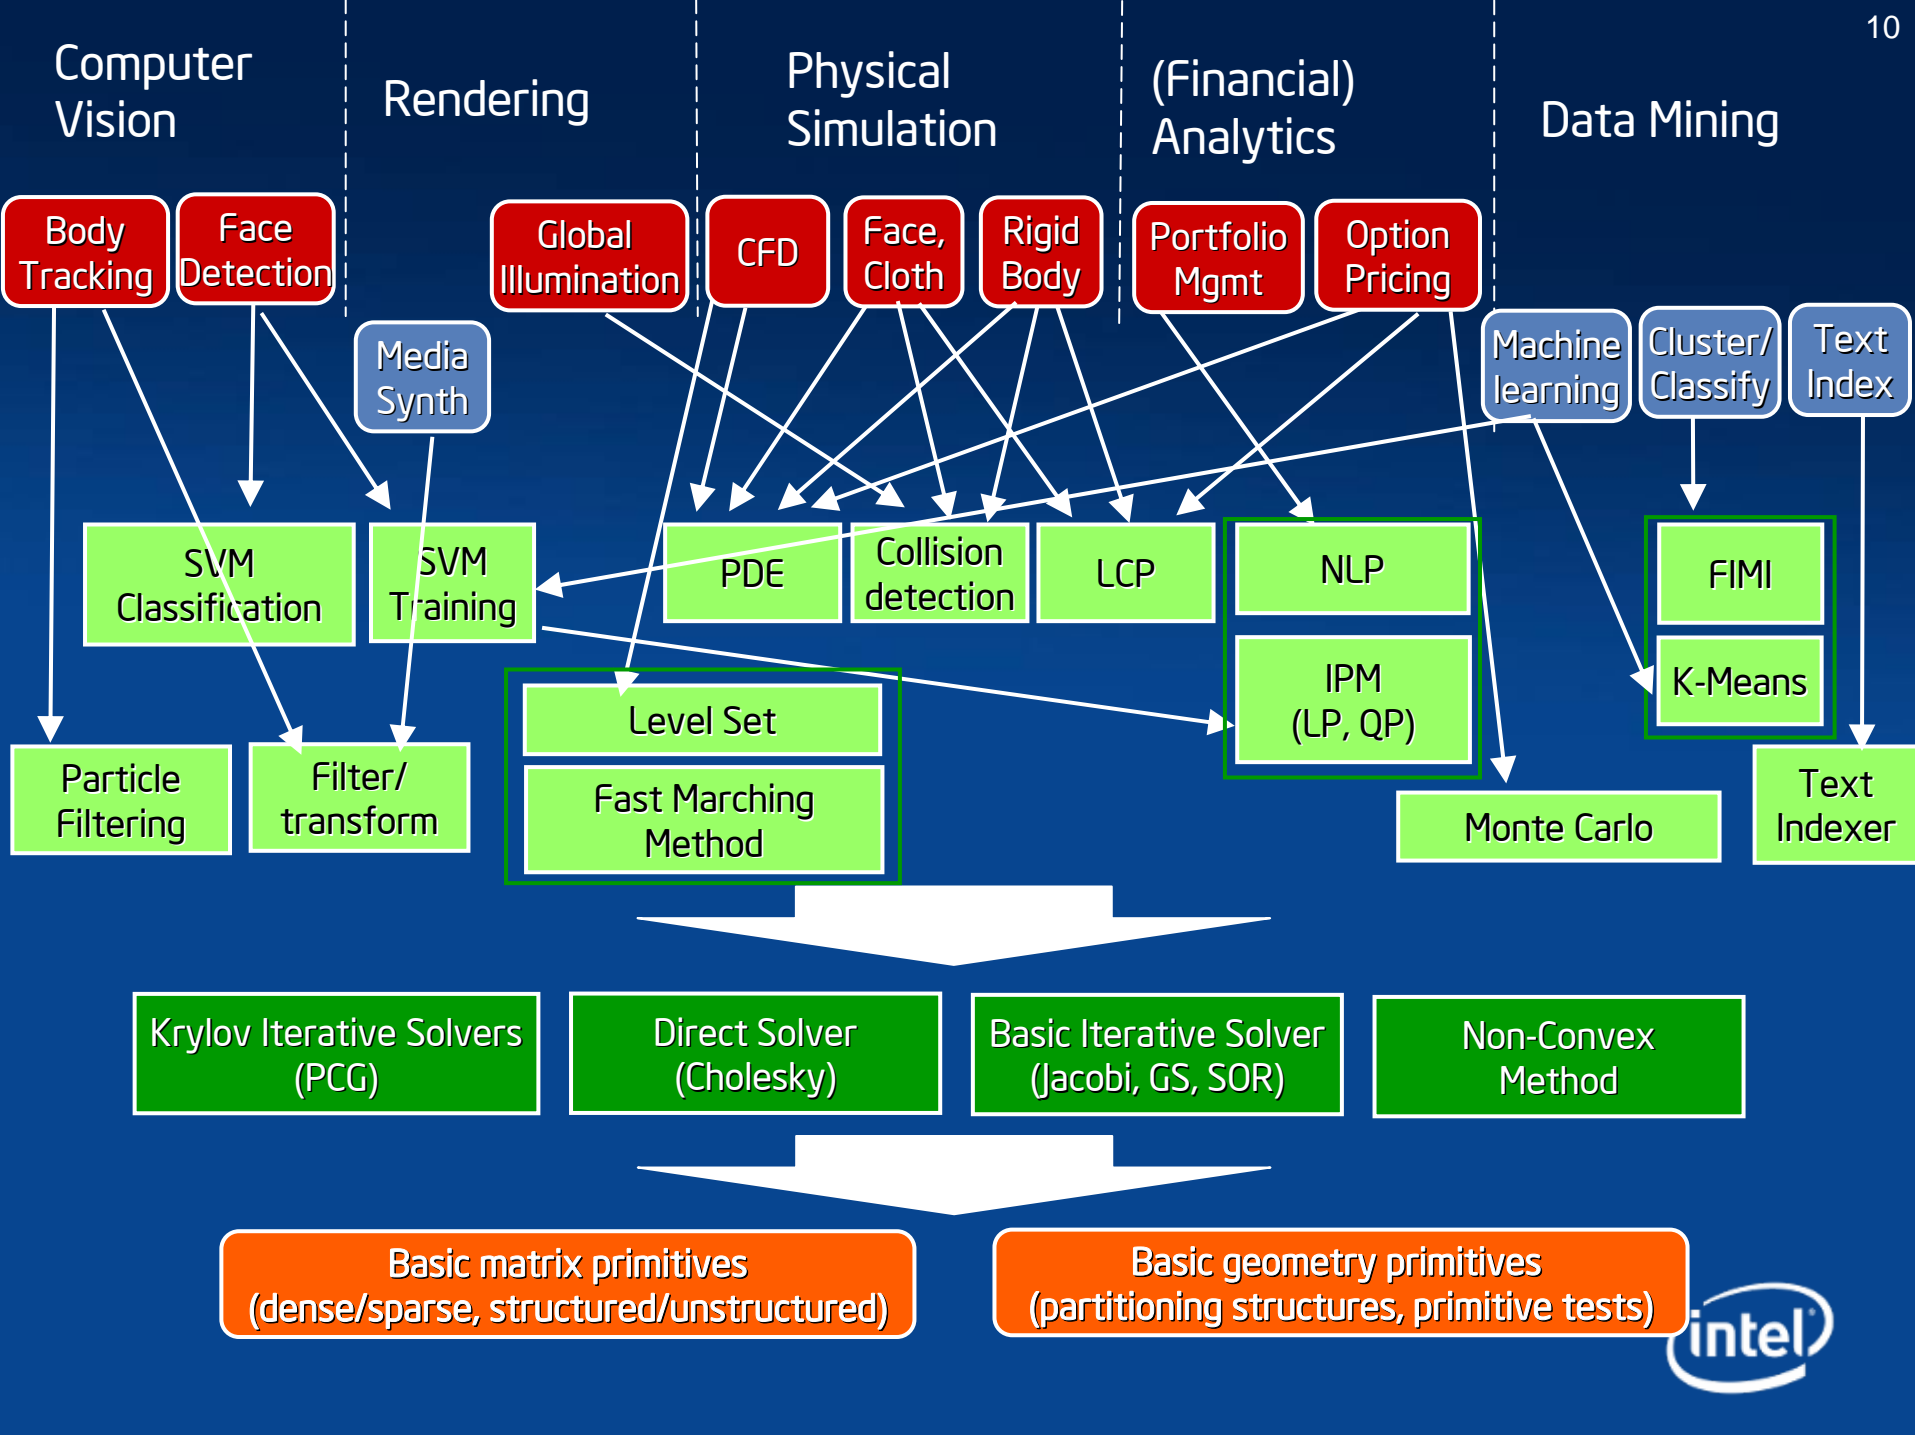 10
Computer
Vision
Rendering
Physical
Simulation
(Financial)
Analytics
Data Mining
Body
Tracking
Face
Detection
Global
Illumination
CFD
Face,
Cloth
Rigid
Body
Portfolio
Mgmt
Option
Pricing
Media
Synth
Machine
learning
Cluster/
Classify
Text
Index
SVM
Classification
SVM
Training
PDE
Collision
detection
LCP
NLP
FIMI
IPM
(LP, QP)
K-Means
Level Set
Fast Marching
Method
Particle
Filtering
Filter/
transform
Monte Carlo
Text
Indexer
Krylov Iterative Solvers
(PCG)
Direct Solver
(Cholesky)
Basic Iterative Solver
(Jacobi, GS, SOR)
Non-Convex
Method
Basic matrix primitives
(dense/sparse, structured/unstructured)
Basic geometry primitives
(partitioning structures, primitive tests)
intel